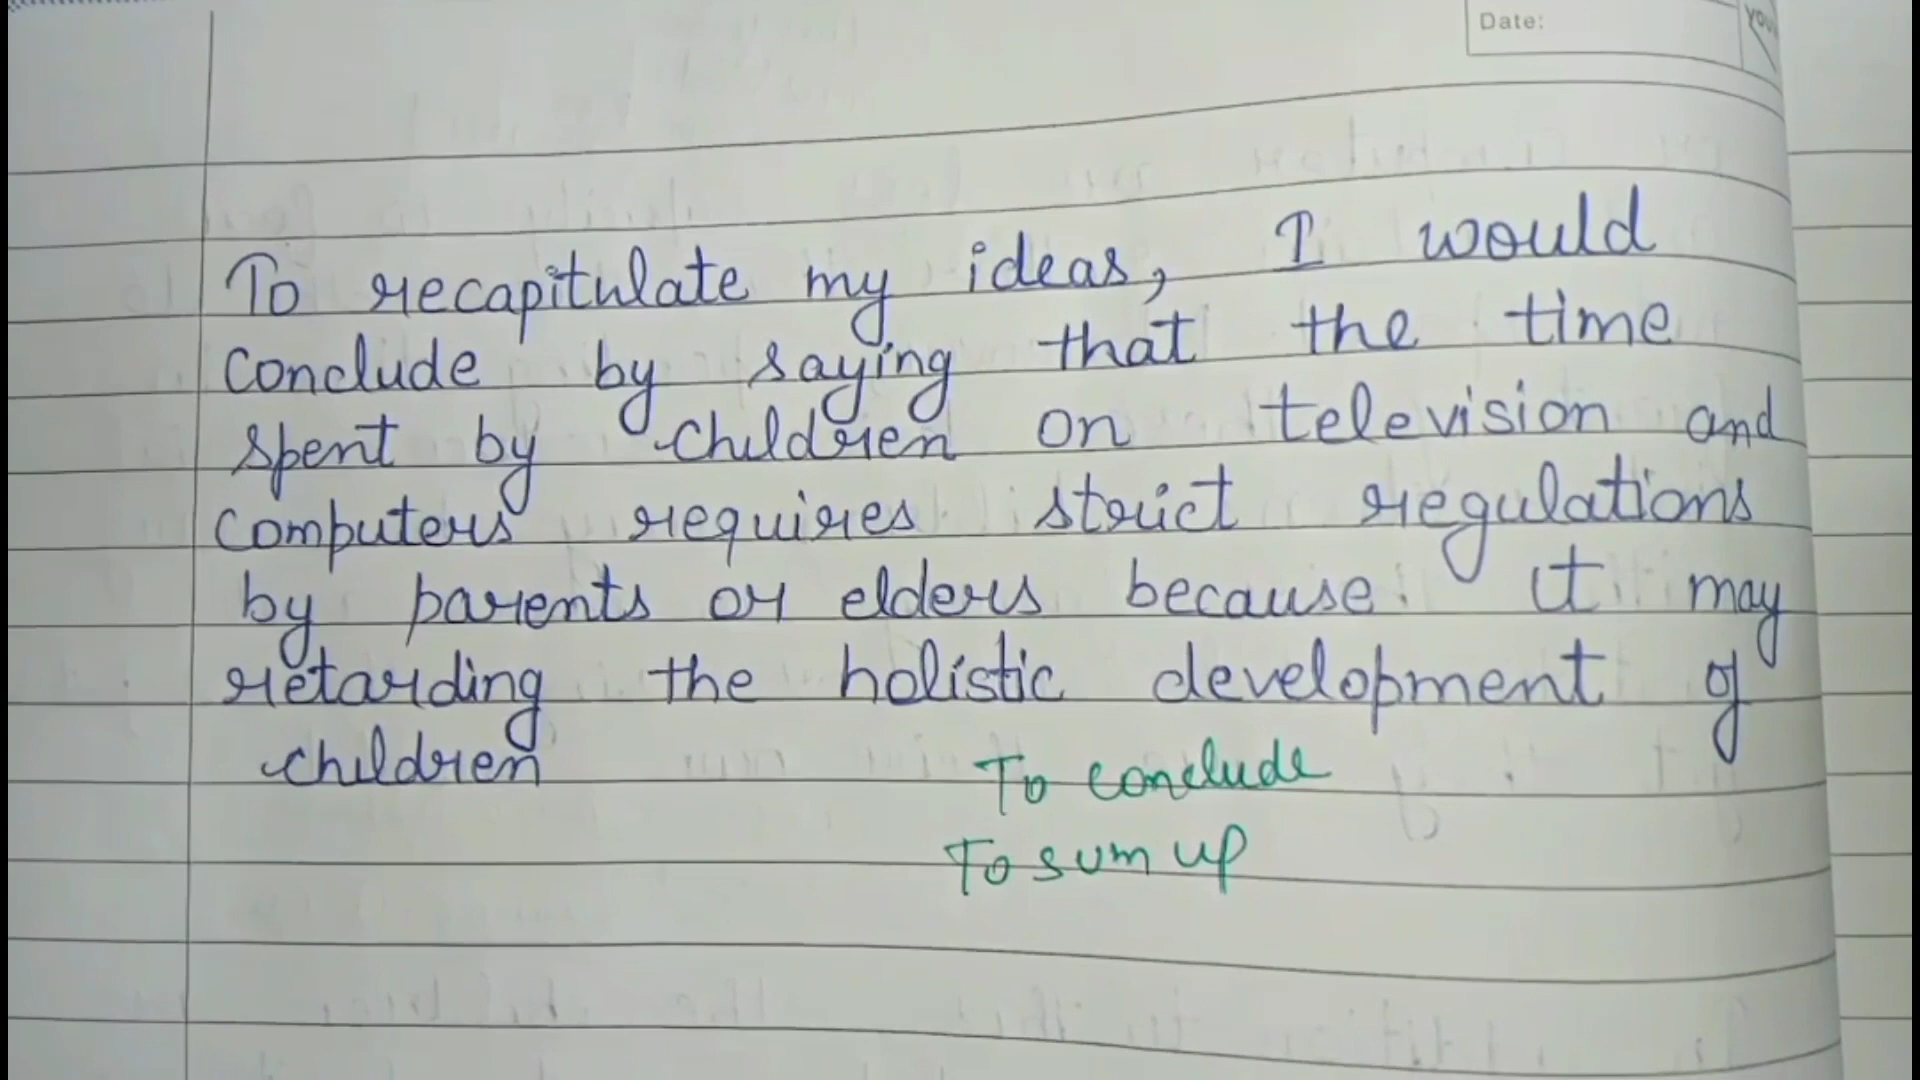 Date:
YOU
To recapitulate my ideas, I would
conclude by saying that the time
spent by children on television and
computers requires strict regulations
by parents or elders because it may
retarding the holistic development of
children
To conclude
To sum up